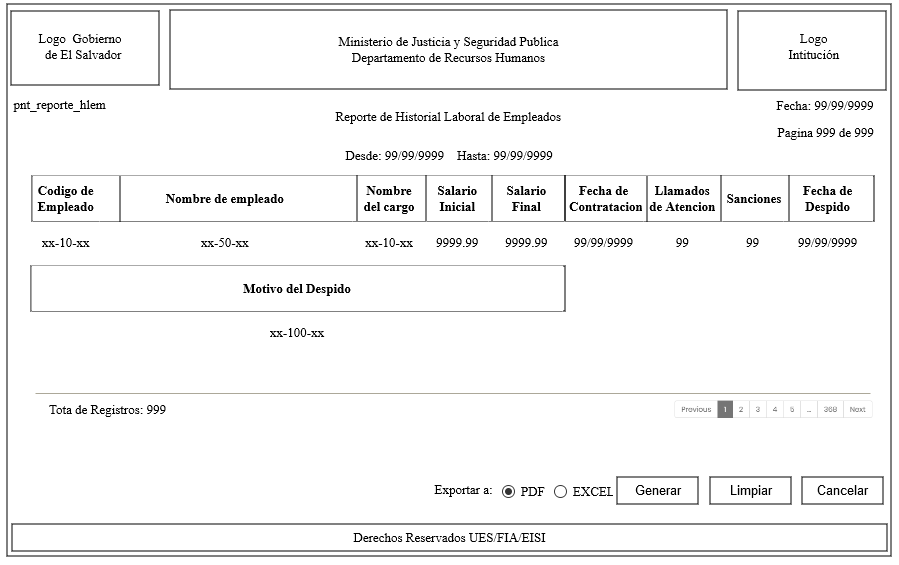 Logo Gobierno
de El Salvador
Ministerio de Justicia y Seguridad Publica
Departamento de Recursos Humanos
Logo
Intitución
pnt_reporte_hlem
Fecha: 99/99/9999
Reporte de Historial Laboral de Empleados
Pagina 999 de 999
Desde: 99/99/9999 Hasta: 99/99/9999
Codigo de
Empleado
Nombre de empleado
Nombre
del cargo
Salario
Inicial
Salario
Final
Fecha de
Contratacion
Llamados
de Atencion
Sanciones
Fecha de
Despido
xx-10-xx xx-50-xx xx-10-xx 9999.99 9999.99 99/99/9999 99 99 99/99/9999
Motivo del Despido
xx-100-xx
Tota de Registros: 999
Previous 1 2 3 4 5 ... 368 Next
Exportar a: PDF EXCEL Generar Limpiar Cancelar
Derechos Reservados UES/FIA/EISI